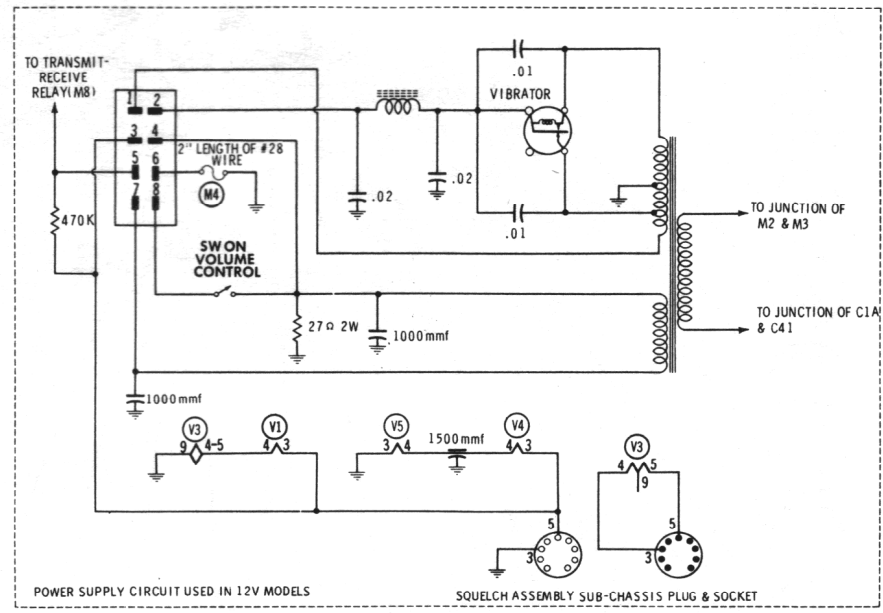 TO TRANSMIT-
RECEIVE
RELAY(M8)
1 2
3 4
5 6
7 8
2" LENGTH OF #28
WIRE
M4
470K
SW ON
VOLUME
CONTROL
.01
VIBRATOR
.02
.02
.01
TO JUNCTION OF
M2 & M3
TO JUNCTION OF C1A
& C41
27Ω 2W
1000mmf
1000mmf
V3
9 4-5
V1
4 3
V5
3 4
1500mmf
V4
4 3
V3
4 5
9
5
3
5
3
POWER SUPPLY CIRCUIT USED IN 12V MODELS
SQUELCH ASSEMBLY SUB-CHASSIS PLUG & SOCKET